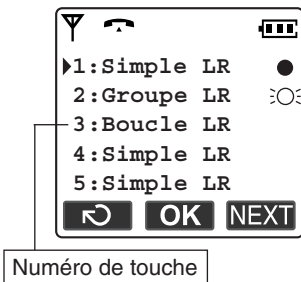 1:Simple LR
2:Groupe LR
3:Boucle LR
4:Simple LR
5:Simple LR
OK NEXT
Numéro de touche